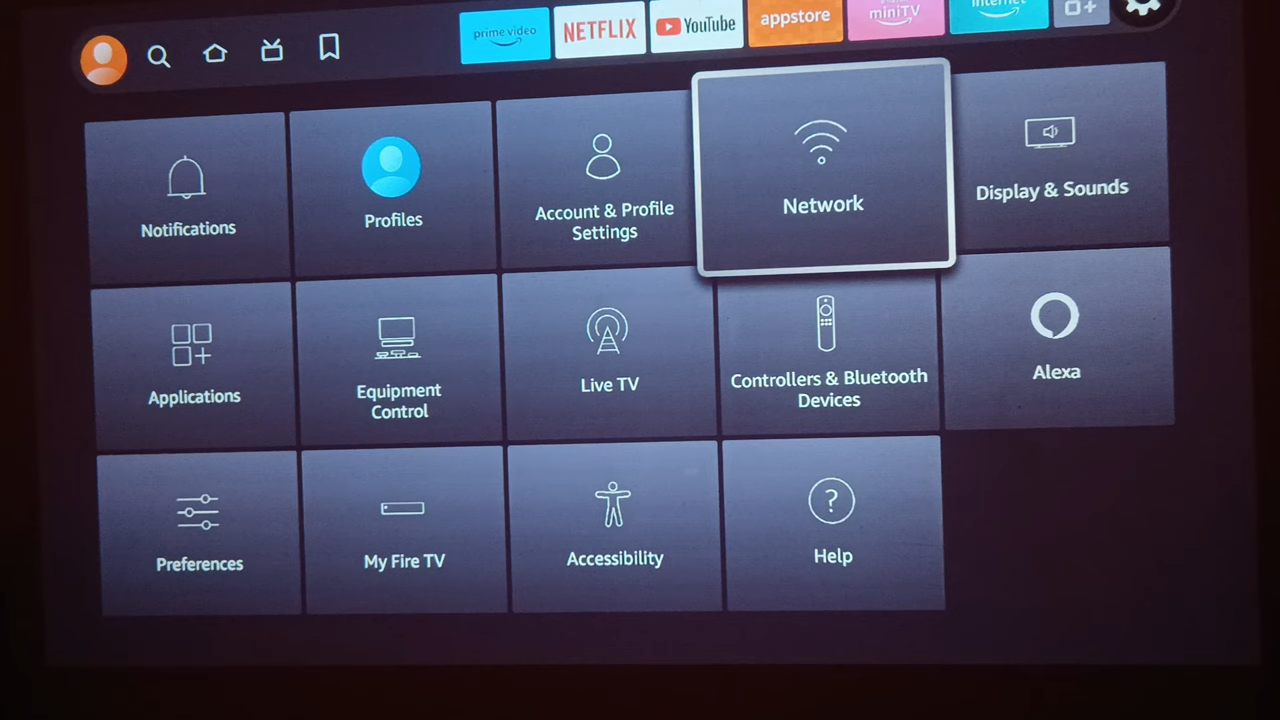 prime video
NETFLIX
YouTube
appstore
miniTV
internet
Notifications
Profiles
Account & Profile
Settings
Network
Display & Sounds
Applications
Equipment
Control
Live TV
Controllers & Bluetooth
Devices
Alexa
Preferences
My Fire TV
Accessibility
?
Help